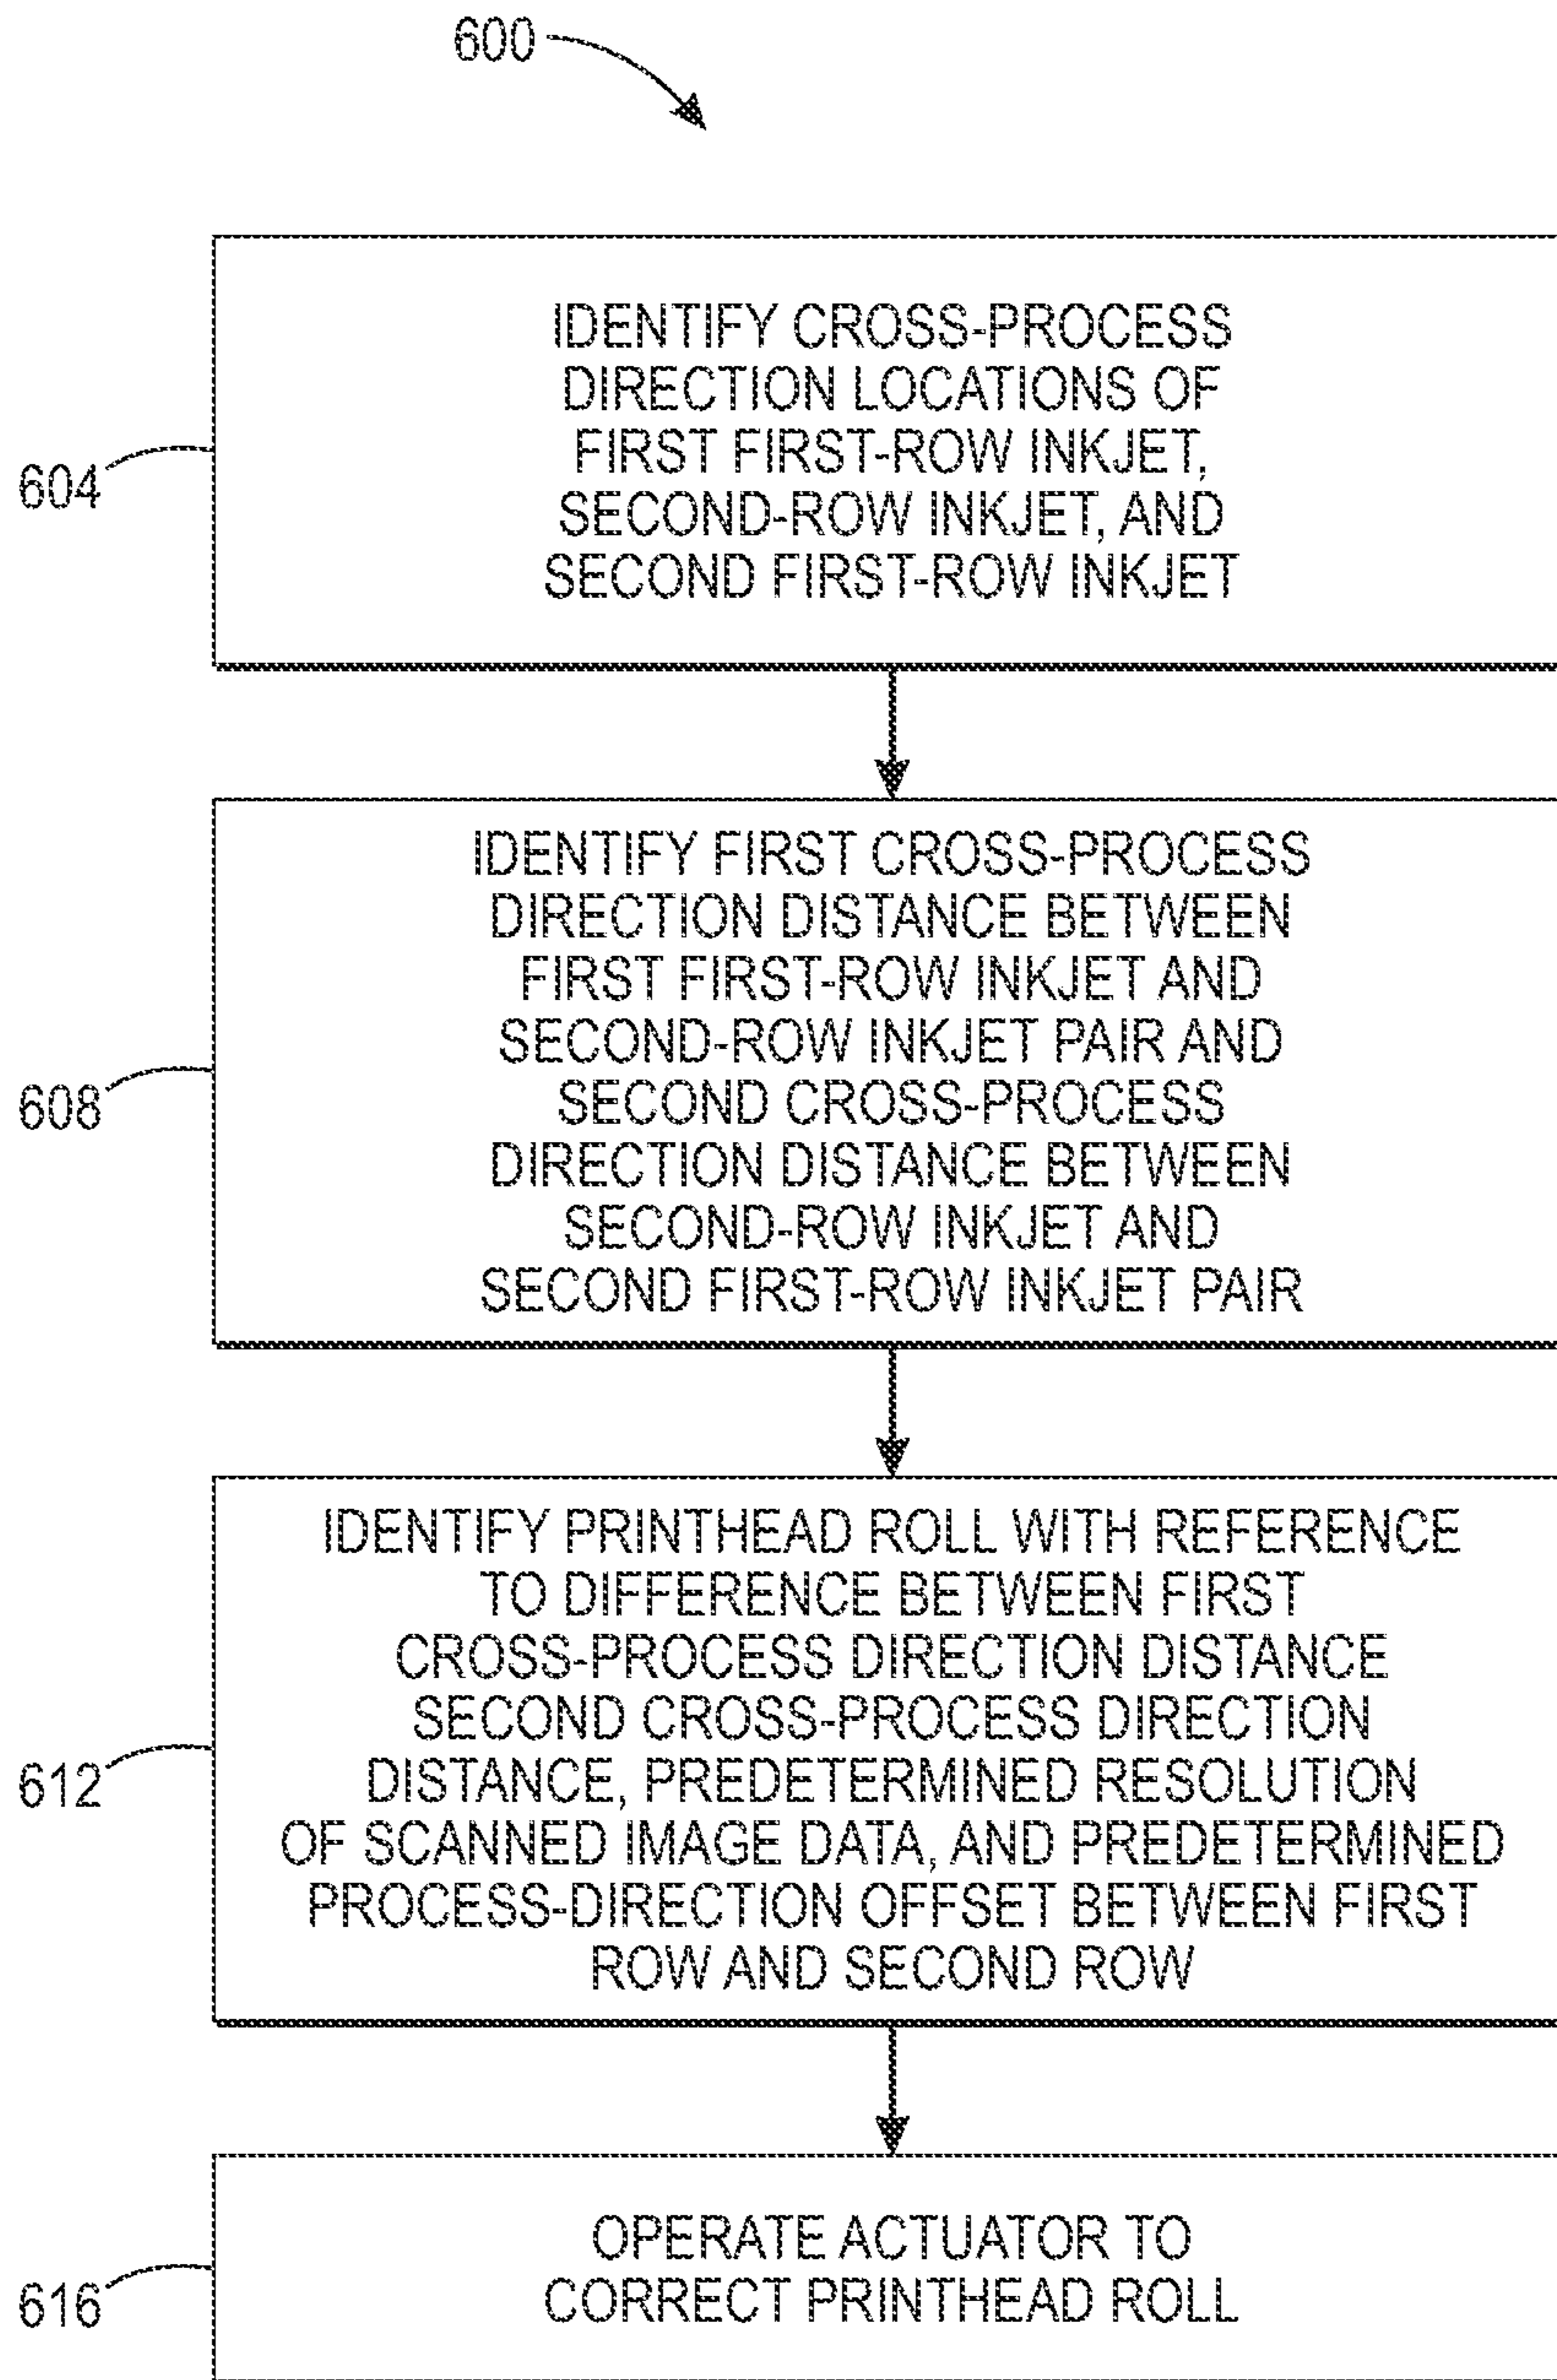 600
604
IDENTIFY CROSS-PROCESS
DIRECTION LOCATIONS OF
FIRST FIRST-ROW INKJET,
SECOND-ROW INKJET, AND
SECOND FIRST-ROW INKJET
608
IDENTIFY FIRST CROSS-PROCESS
DIRECTION DISTANCE BETWEEN
FIRST FIRST-ROW INKJET AND
SECOND-ROW INKJET PAIR AND
SECOND CROSS-PROCESS
DIRECTION DISTANCE BETWEEN
SECOND-ROW INKJET AND
SECOND FIRST-ROW INKJET PAIR
612
IDENTIFY PRINTHEAD ROLL WITH REFERENCE
TO DIFFERENCE BETWEEN FIRST
CROSS-PROCESS DIRECTION DISTANCE
SECOND CROSS-PROCESS DIRECTION
DISTANCE, PREDETERMINED RESOLUTION
OF SCANNED IMAGE DATA, AND PREDETERMINED
PROCESS-DIRECTION OFFSET BETWEEN FIRST
ROW AND SECOND ROW
616
OPERATE ACTUATOR TO
CORRECT PRINTHEAD ROLL